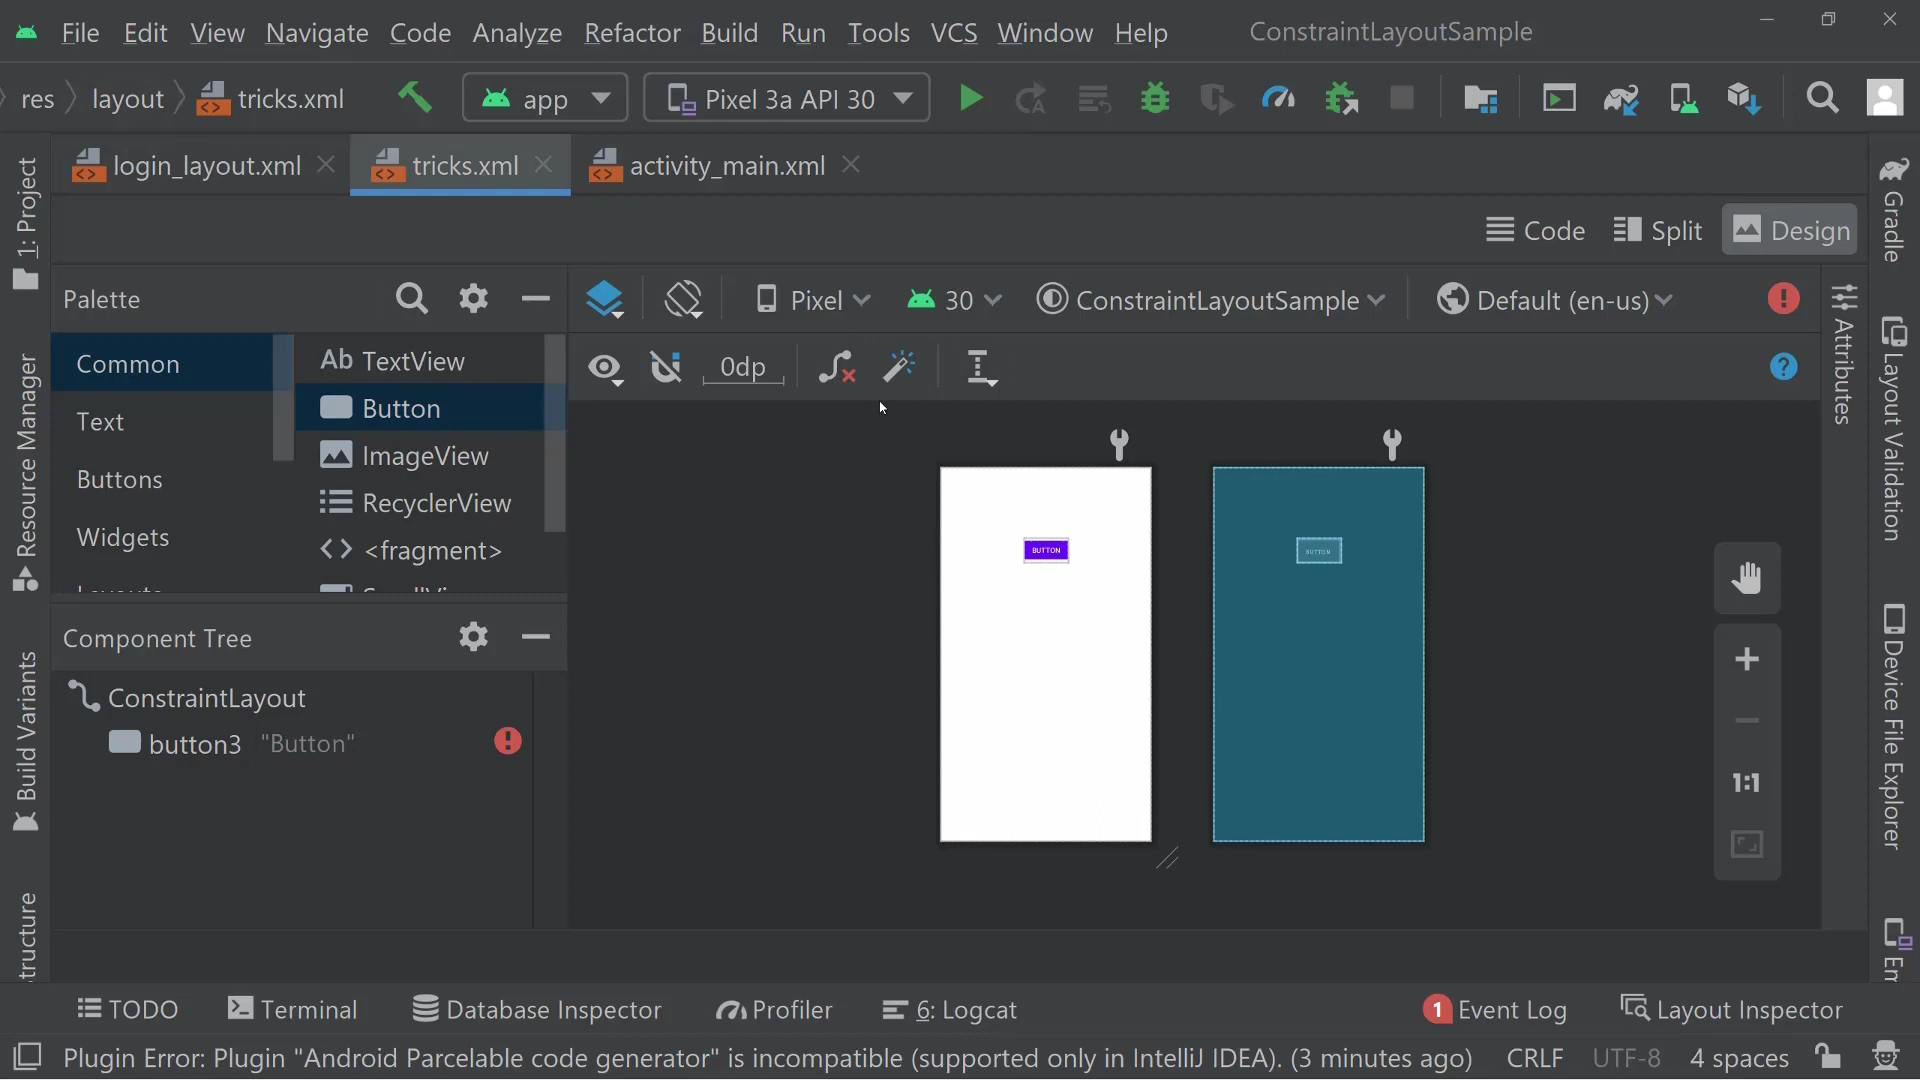 File Edit View Navigate Code Analyze Refactor Build Run Tools VCS Window Help ConstraintLayoutSample
res layout tricks.xml app Pixel 3a API 30
login_layout.xml tricks.xml activity_main.xml
Code Split Design
Palette Pixel 30 ConstraintLayoutSample Default (en-us)
Common
Text
Buttons
Widgets
Ab TextView
Button
ImageView
RecyclerView
<> <fragment>
0dp
BUTTON
BUTTON
1:1
Component Tree
ConstraintLayout
button3 "Button"
1: Project
Resource Manager
Build Variants
Attributes
Gradle
Layout Validation
Device File Explorer
TODO Terminal Database Inspector Profiler 6: Logcat 1 Event Log Layout Inspector
Plugin Error: Plugin "Android Parcelable code generator" is incompatible (supported only in IntelliJ IDEA). (3 minutes ago) CRLF UTF-8 4 spaces